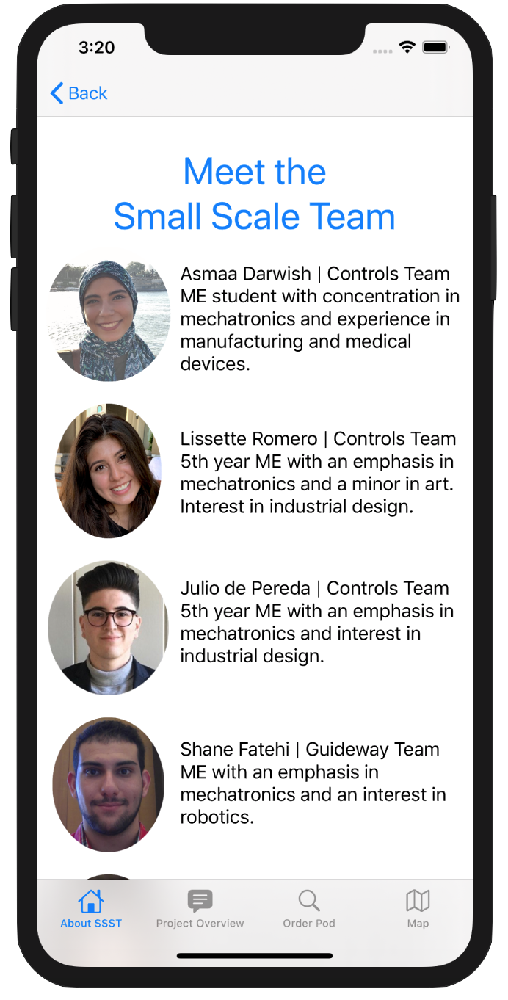 3:20
Back
Meet the
Small Scale Team
Asmaa Darwish | Controls Team
ME student with concentration in
mechatronics and experience in
manufacturing and medical
devices.
Lissette Romero | Controls Team
5th year ME with an emphasis in
mechatronics and a minor in art.
Interest in industrial design.
Julio de Pereda | Controls Team
5th year ME with an emphasis in
mechatronics and interest in
industrial design.
Shane Fatehi | Guideway Team
ME with an emphasis in
mechatronics and an interest in
robotics.
About SSST
Project Overview
Order Pod
Map